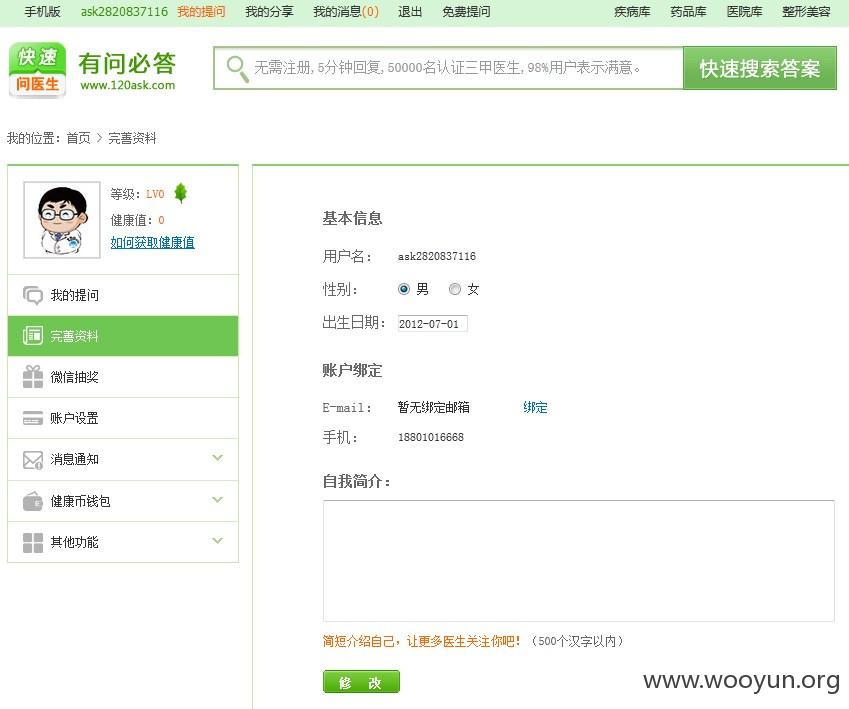 手机版 ask2820837116 我的提问 我的分享 我的消息(0) 退出 免费提问 疾病库 药品库 医院库 整形美容
快速
问医生
有问必答
www.120ask.com
无需注册,5分钟回复,50000名认证三甲医生,98%用户表示满意。
快速搜索答案
我的位置：首页 > 完善资料
等级：LV0
健康值：0
如何获取健康值
我的提问
完善资料
微信抽奖
账户设置
消息通知
健康币钱包
其他功能
基本信息
用户名： ask2820837116
性别： 男 女
出生日期： 2012-07-01
账户绑定
E-mail： 暂无绑定邮箱 绑定
手机： 18801016668
自我简介：
简短介绍自己，让更多医生关注你吧！（500个汉字以内）
修 改
www.wooyun.org